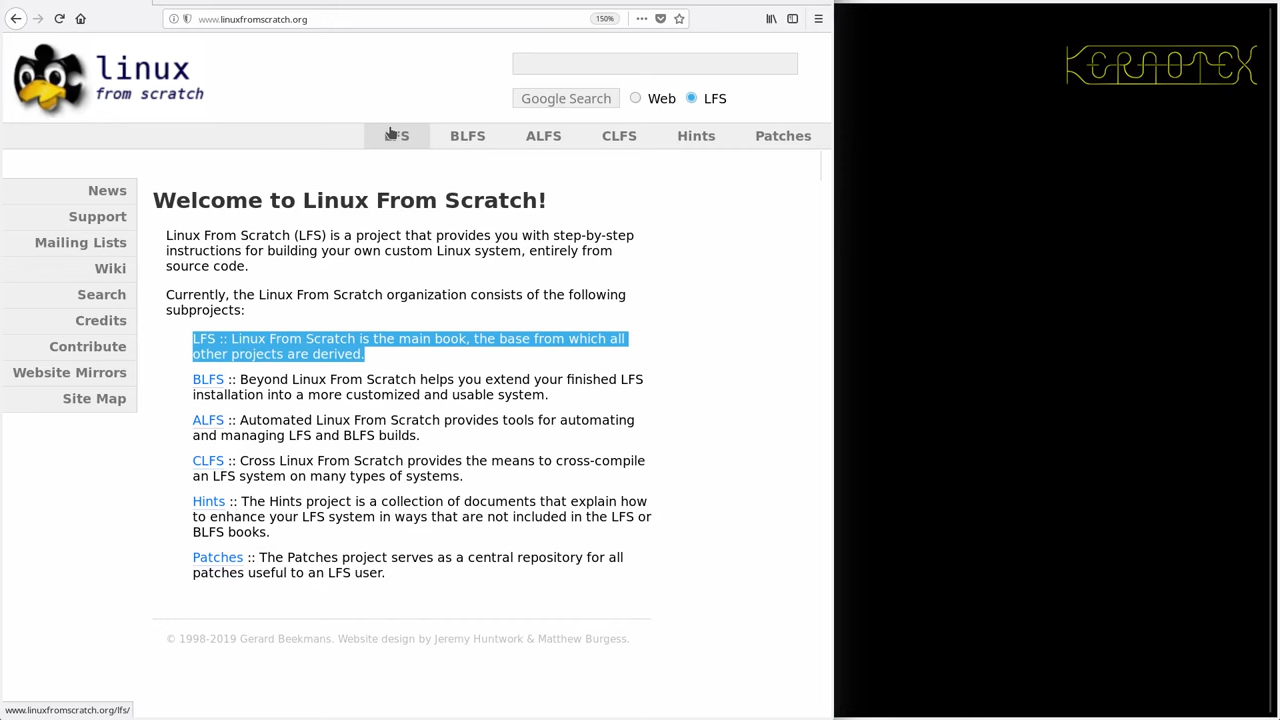 www.linuxfromscratch.org
150%
linux
from scratch
Google Search
Web
LFS
LFS
BLFS
ALFS
CLFS
Hints
Patches
News
Support
Mailing Lists
Wiki
Search
Credits
Contribute
Website Mirrors
Site Map
Welcome to Linux From Scratch!
Linux From Scratch (LFS) is a project that provides you with step-by-step
instructions for building your own custom Linux system, entirely from
source code.
Currently, the Linux From Scratch organization consists of the following
subprojects:
LFS :: Linux From Scratch is the main book, the base from which all
other projects are derived.
BLFS :: Beyond Linux From Scratch helps you extend your finished LFS
installation into a more customized and usable system.
ALFS :: Automated Linux From Scratch provides tools for automating
and managing LFS and BLFS builds.
CLFS :: Cross Linux From Scratch provides the means to cross-compile
an LFS system on many types of systems.
Hints :: The Hints project is a collection of documents that explain how
to enhance your LFS system in ways that are not included in the LFS or
BLFS books.
Patches :: The Patches project serves as a central repository for all
patches useful to an LFS user.
© 1998-2019 Gerard Beekmans. Website design by Jeremy Huntwork & Matthew Burgess.
www.linuxfromscratch.org/lfs/
KERNOTEX